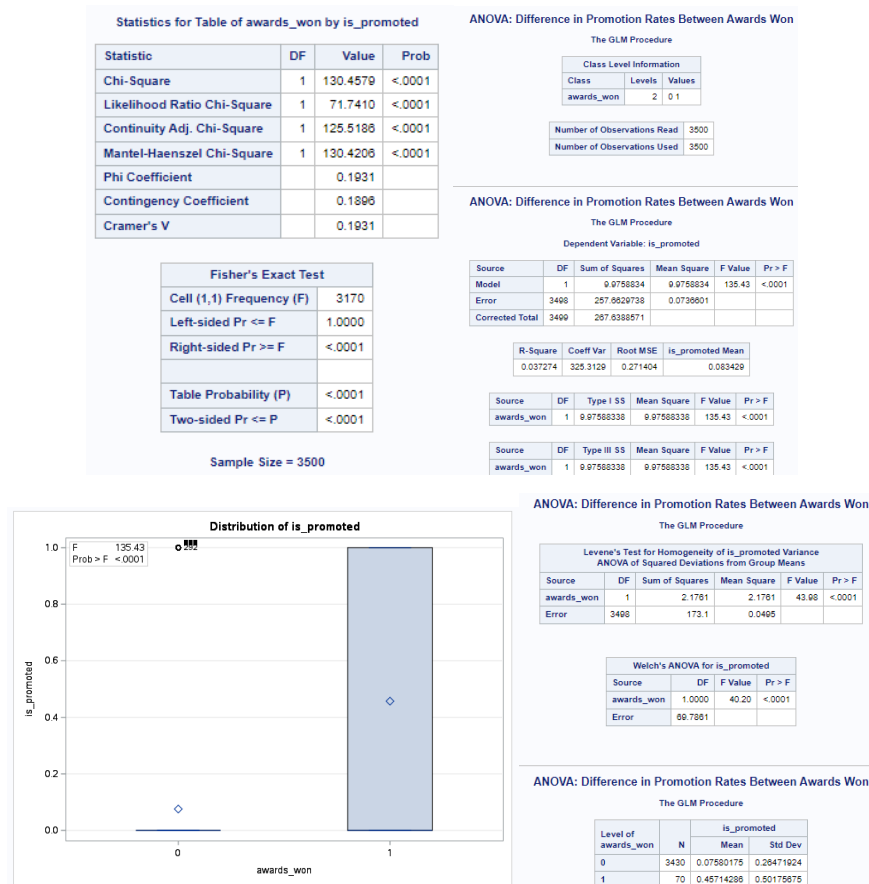 Statistics for Table of awards_won by is_promoted
Statistic DF Value Prob
Chi-Square 1 130.4579 <.0001
Likelihood Ratio Chi-Square 1 71.7410 <.0001
Continuity Adj. Chi-Square 1 125.5186 <.0001
Mantel-Haenszel Chi-Square 1 130.4206 <.0001
Phi Coefficient 0.1931
Contingency Coefficient 0.1896
Cramer's V 0.1931
Fisher's Exact Test
Cell (1,1) Frequency (F) 3170
Left-sided Pr <= F 1.0000
Right-sided Pr >= F <.0001
Table Probability (P) <.0001
Two-sided Pr <= P <.0001
Sample Size = 3500
ANOVA: Difference in Promotion Rates Between Awards Won
The GLM Procedure
Class Level Information
Class Levels Values
awards_won 2 0 1
Number of Observations Read 3500
Number of Observations Used 3500
ANOVA: Difference in Promotion Rates Between Awards Won
The GLM Procedure
Dependent Variable: is_promoted
Source DF Sum of Squares Mean Square F Value Pr > F
Model 1 9.9758834 9.9758834 135.43 <.0001
Error 3498 257.6629738 0.0736601
Corrected Total 3499 267.6388571
R-Square Coeff Var Root MSE is_promoted Mean
0.037274 325.3129 0.271404 0.083429
Source DF Type I SS Mean Square F Value Pr > F
awards_won 1 9.97588338 9.97588338 135.43 <.0001
Source DF Type III SS Mean Square F Value Pr > F
awards_won 1 9.97588338 9.97588338 135.43 <.0001
Distribution of is_promoted
F 135.43
Prob > F <.0001
292
1.0
0.8
0.6
0.4
0.2
0.0
is_promoted
0 1
awards_won
ANOVA: Difference in Promotion Rates Between Awards Won
The GLM Procedure
Levene's Test for Homogeneity of is_promoted Variance
ANOVA of Squared Deviations from Group Means
Source DF Sum of Squares Mean Square F Value Pr > F
awards_won 1 2.1761 2.1761 43.98 <.0001
Error 3498 173.1 0.0495
Welch's ANOVA for is_promoted
Source DF F Value Pr > F
awards_won 1.0000 40.20 <.0001
Error 69.7861
ANOVA: Difference in Promotion Rates Between Awards Won
The GLM Procedure
Level of awards_won N is_promoted
Mean Std Dev
0 3430 0.07580175 0.26471924
1 70 0.45714286 0.50175675